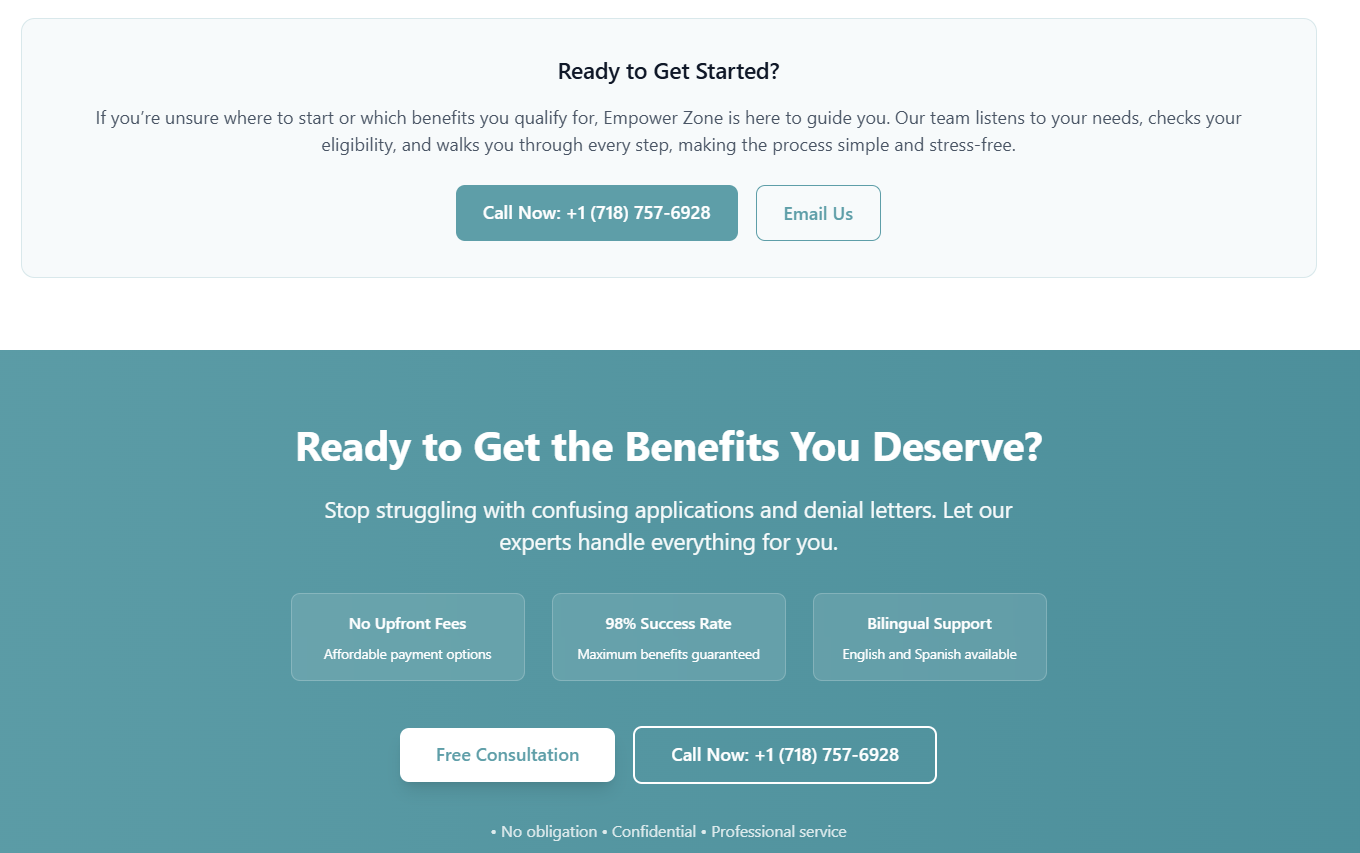 Ready to Get Started?
If you’re unsure where to start or which benefits you qualify for, Empower Zone is here to guide you. Our team listens to your needs, checks your
eligibility, and walks you through every step, making the process simple and stress-free.
Call Now: +1 (718) 757-6928
Email Us
Ready to Get the Benefits You Deserve?
Stop struggling with confusing applications and denial letters. Let our
experts handle everything for you.
No Upfront Fees
Affordable payment options
98% Success Rate
Maximum benefits guaranteed
Bilingual Support
English and Spanish available
Free Consultation
Call Now: +1 (718) 757-6928
• No obligation • Confidential • Professional service